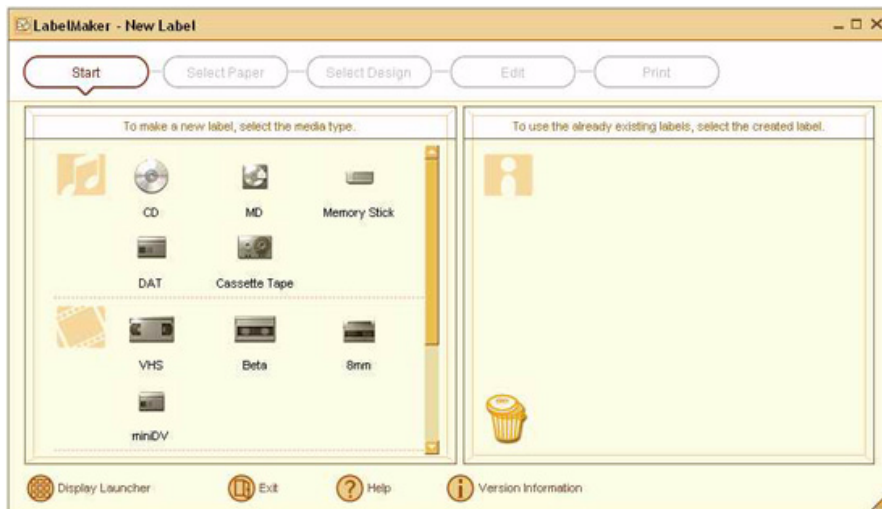 LabelMaker - New Label
Start
Select Paper
Select Design
Edit
Print
To make a new label, select the media type.
CD
MD
Memory Stick
DAT
Cassette Tape
VHS
Beta
8mm
miniDV
To use the already existing labels, select the created label.
Display Launcher
Exit
Help
Version Information